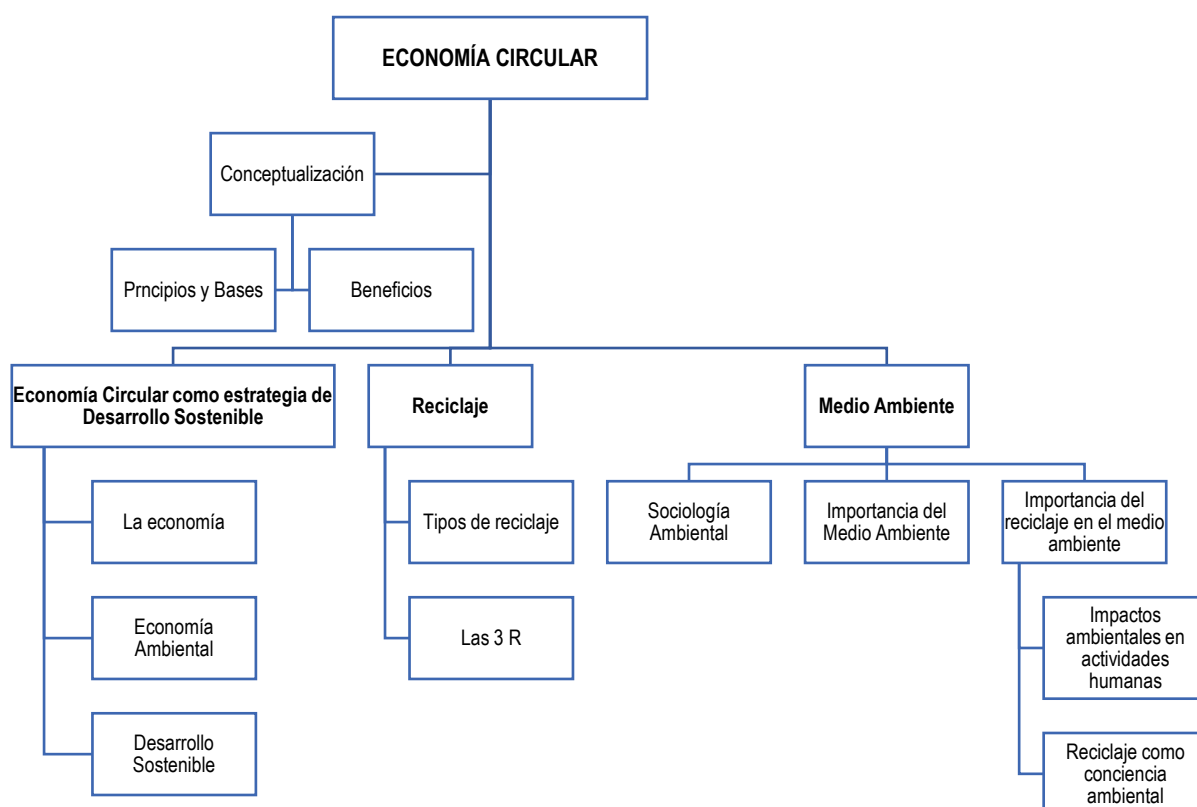 ECONOMÍA CIRCULAR
Conceptualización
Prncipios y Bases
Beneficios
Economía Circular como estrategia de
Desarrollo Sostenible
Reciclaje
Medio Ambiente
La economía
Economía
Ambiental
Desarrollo
Sostenible
Tipos de reciclaje
Las 3 R
Sociología
Ambiental
Importancia del
Medio Ambiente
Importancia del
reciclaje en el medio
ambiente
Impactos
ambientales en
actividades
humanas
Reciclaje como
conciencia
ambiental